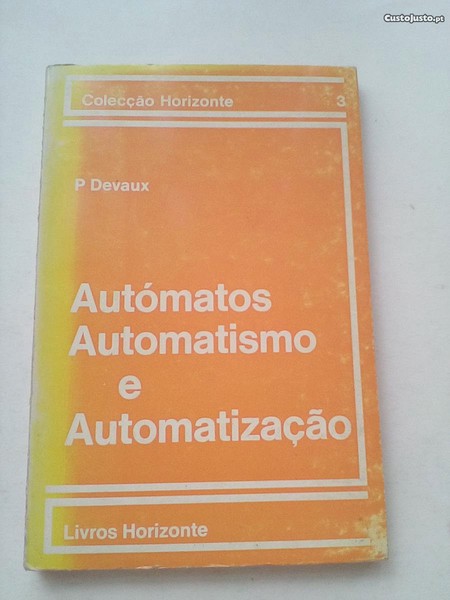 CustoJusto.pt
Colecção Horizonte 3
P Devaux
Autómatos
Automatismo
e
Automatização
Livros Horizonte